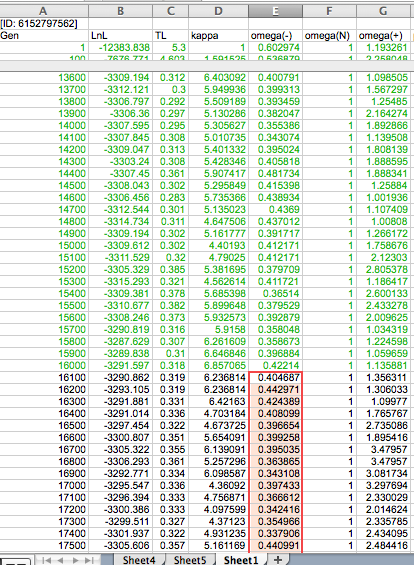 A B C D E F G
[ID: 6152797562]
Gen LnL TL kappa omega(-) omega(N) omega(+)
1 -12383.838 5.3 1 0.602974 1 1.193261
100 -7676.771 4.603 1.591525 0.536879 1 2.258048
13600 -3309.194 0.312 6.403092 0.400791 1 1.098505
13700 -3312.121 0.3 5.949936 0.399313 1 1.567297
13800 -3306.797 0.292 5.509189 0.393459 1 1.25485
13900 -3306.36 0.297 5.130286 0.382047 1 2.164274
14000 -3307.595 0.295 5.305627 0.355386 1 1.892866
14100 -3307.845 0.308 5.010735 0.343074 1 1.139508
14200 -3309.047 0.313 5.401332 0.395024 1 1.808139
14300 -3303.24 0.308 5.428346 0.405818 1 1.888595
14400 -3307.45 0.361 5.907417 0.481734 1 1.888341
14500 -3308.043 0.302 5.295849 0.415398 1 1.25884
14600 -3306.456 0.283 5.735366 0.438934 1 1.001936
14700 -3312.544 0.301 5.135023 0.4369 1 1.107409
14800 -3314.734 0.311 4.647506 0.437012 1 1.00808
14900 -3309.194 0.302 5.161777 0.391717 1 1.266172
15000 -3309.612 0.302 4.40193 0.412171 1 1.758676
15100 -3311.529 0.32 4.79025 0.412171 1 2.12303
15200 -3305.329 0.385 5.381695 0.379709 1 2.805378
15300 -3315.293 0.321 4.562614 0.411721 1 1.186417
15400 -3309.381 0.378 5.685398 0.36514 1 2.600133
15500 -3310.677 0.382 5.899648 0.379529 1 2.433278
15600 -3308.246 0.373 5.932573 0.392879 1 2.009625
15700 -3290.819 0.316 5.9158 0.358048 1 1.034319
15800 -3287.629 0.307 6.261609 0.358673 1 1.224598
15900 -3289.838 0.31 6.646846 0.396884 1 1.059659
16000 -3291.597 0.318 6.857065 0.42214 1 1.135881
16100 -3290.862 0.319 6.236814 0.404687 1 1.356311
16200 -3293.105 0.319 6.236814 0.442971 1 1.306033
16300 -3291.881 0.331 6.42163 0.424389 1 1.09977
16400 -3291.014 0.336 4.703184 0.408099 1 1.765767
16500 -3297.454 0.322 4.673725 0.396654 1 2.735086
16600 -3300.807 0.351 5.654091 0.399258 1 1.895416
16700 -3305.322 0.355 6.139091 0.395035 1 3.47957
16800 -3306.293 0.361 5.257296 0.363865 1 3.47957
16900 -3292.771 0.334 6.098587 0.343108 1 3.081734
17000 -3295.547 0.336 4.36092 0.397433 1 3.297694
17100 -3296.394 0.333 4.756871 0.366612 1 2.330029
17200 -3300.386 0.333 4.097599 0.342416 1 2.014624
17300 -3299.511 0.327 4.37123 0.354966 1 2.335785
17400 -3301.937 0.322 4.931235 0.337906 1 2.434095
17500 -3305.606 0.357 5.161169 0.440991 1 2.484416
Sheet4 Sheet5 Sheet1 +